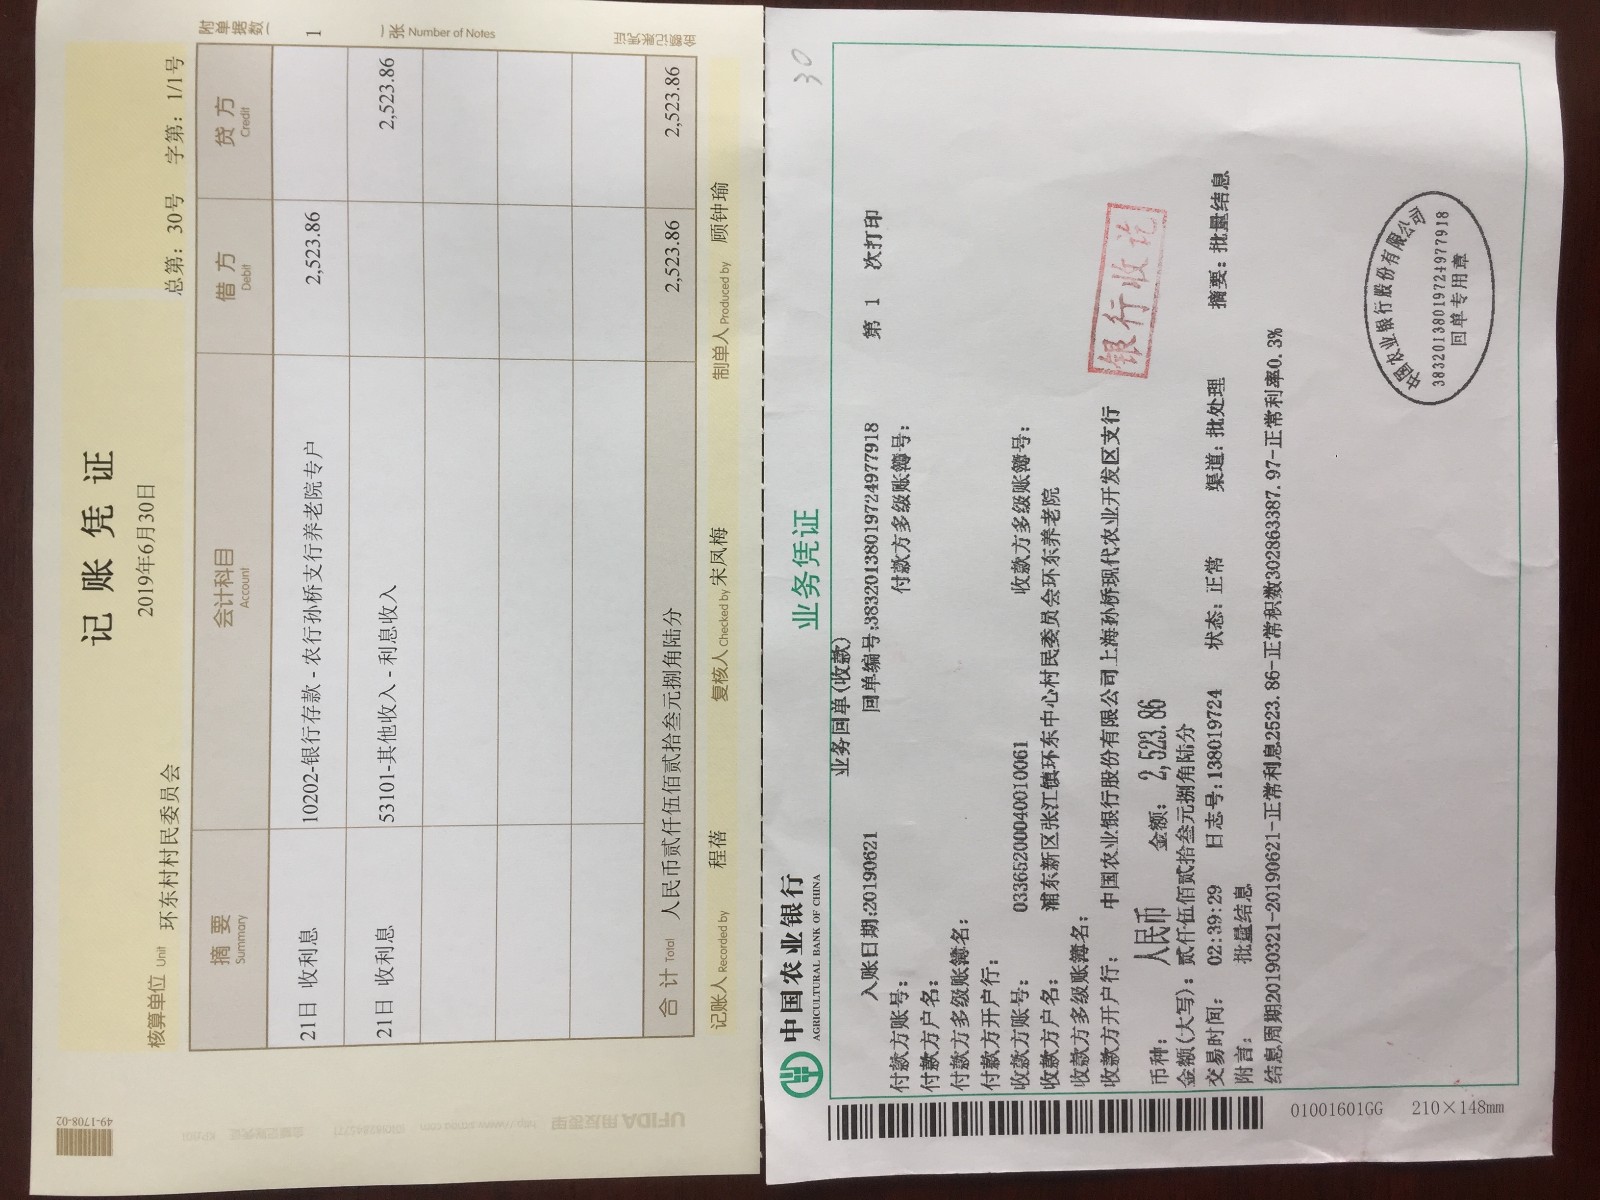 49-1708-02
记 账 凭 证
2019年6月30日
核算单位 Unit 环东村村民委员会
总第：30号 字第：1/1号
摘 要 会计科目 借 方 贷 方
Summary Account Debit Credit
21日 收利息 10202-银行存款 - 农行孙桥支行养老院专户 2,523.86
21日 收利息 53101-其他收入 - 利息收入 2,523.86
合 计 Total 人民币贰仟伍佰贰拾叁元捌角陆分 2,523.86 2,523.86
记账人 Recorded by 程蓓 复核人 Checked by 宋凤梅 制单人 Produced by 顾钟瑜
附单据数( 1 )张 Number of Notes
30
中国农业银行 业务凭证
AGRICULTURAL BANK OF CHINA
业务回单(收款)
入账日期:20190621 回单编号:38320138019724977918 第 1 次打印
付款方账号: 付款方多级账簿号:
付款方户名:
付款方多级账簿名:
付款方开户行:
收款方账号: 03365200040010061 收款方多级账簿号:
收款方户名: 浦东新区张江镇环东中心村民委员会环东养老院
收款方多级账簿名:
收款方开户行: 中国农业银行股份有限公司上海孙桥现代农业开发区支行
币种: 人民币 金额: 2,523.86
金额(大写): 贰仟伍佰贰拾叁元捌角陆分
交易时间: 02:39:29 日志号:138019724 状态:正常 渠道:批处理 摘要:批量结息
附言: 批量结息
结息周期20190321-20190621-正常利息2523.86-正常积数302863387.97-正常利率0.3%
银行收讫
中国农业银行股份有限公司
38320138019724977918
回单专用章
01001601GG 210×148mm